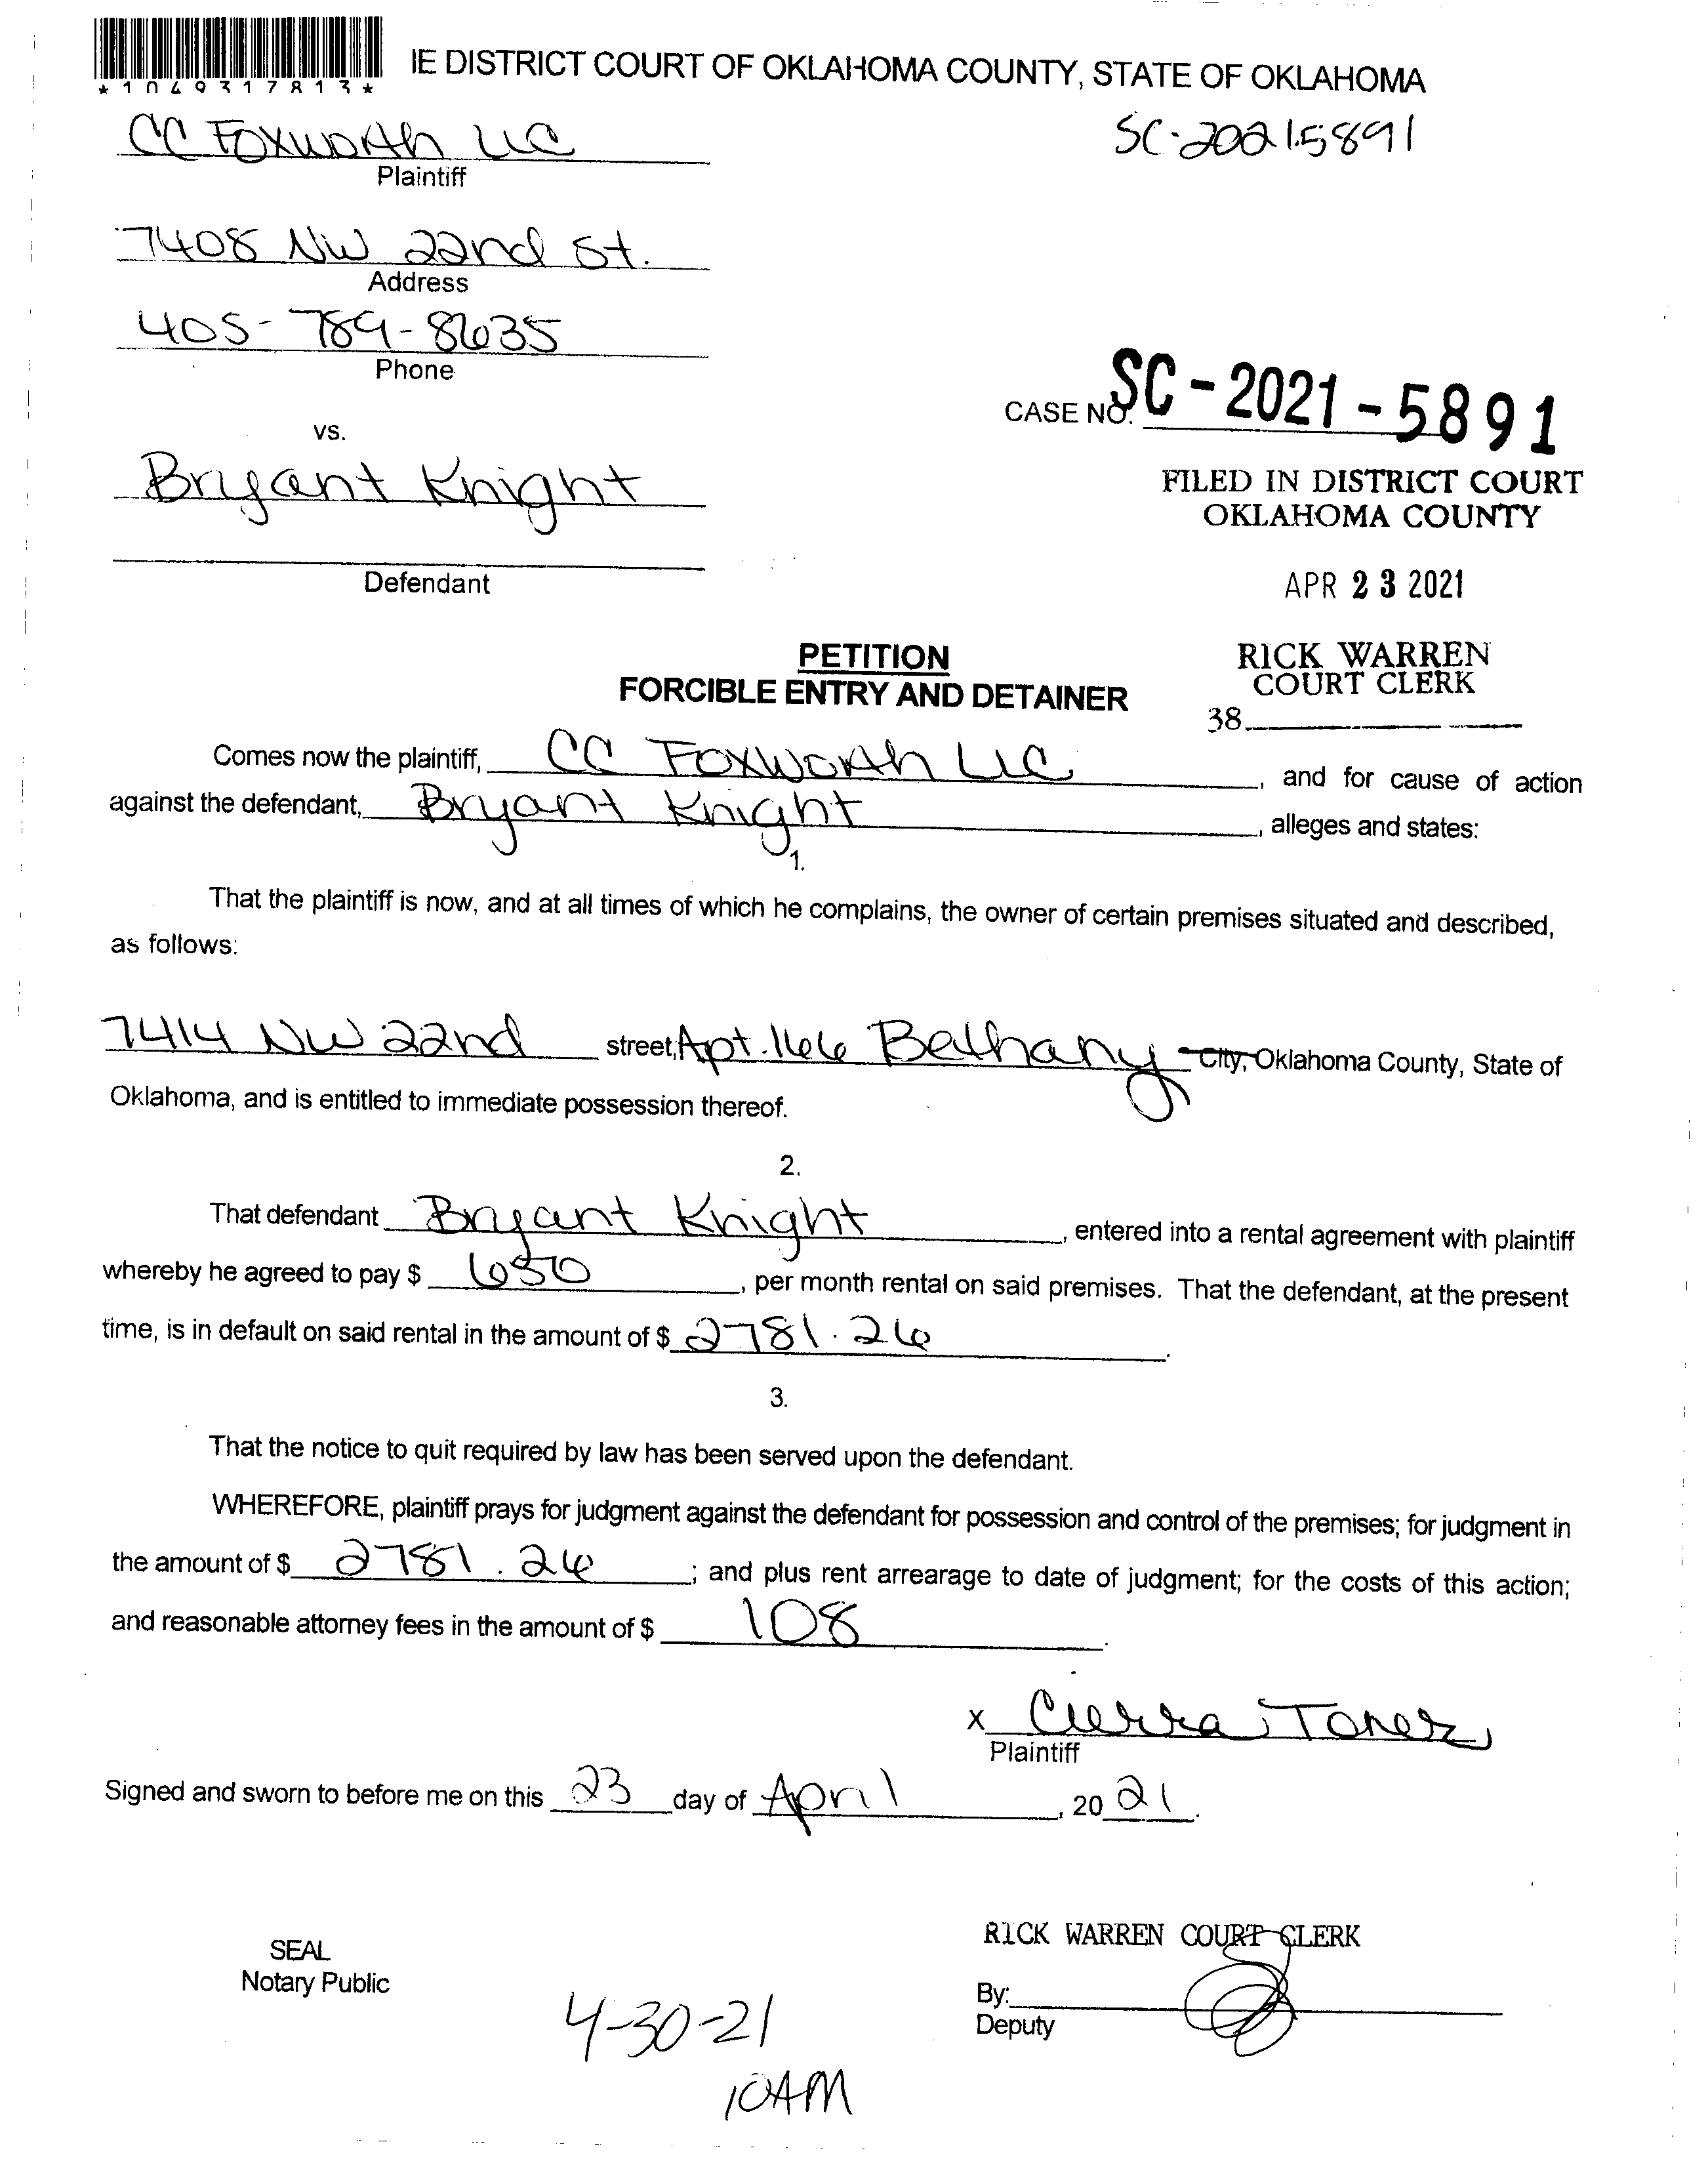 *1049317813*
IE DISTRICT COURT OF OKLAHOMA COUNTY, STATE OF OKLAHOMA
CC Foxworth LLC
SC-20215891
Plaintiff
7408 NW 22nd St.
Address
405-789-8635
Phone
CASE NO. SC-2021-5891
vs.
Bryant Knight
FILED IN DISTRICT COURT
OKLAHOMA COUNTY
Defendant
APR 23 2021
PETITION
FORCIBLE ENTRY AND DETAINER
RICK WARREN
COURT CLERK
38
Comes now the plaintiff, CC Foxworth LLC, and for cause of action
against the defendant, Bryant Knight, alleges and states:
1.
That the plaintiff is now, and at all times of which he complains, the owner of certain premises situated and described,
as follows:
7414 NW 22nd street, Apt. 166 Bethany City, Oklahoma County, State of
Oklahoma, and is entitled to immediate possession thereof.
2.
That defendant Bryant Knight, entered into a rental agreement with plaintiff
whereby he agreed to pay $ 650, per month rental on said premises. That the defendant, at the present
time, is in default on said rental in the amount of $ 2781.26.
3.
That the notice to quit required by law has been served upon the defendant.
WHEREFORE, plaintiff prays for judgment against the defendant for possession and control of the premises; for judgment in
the amount of $ 2781.26; and plus rent arrearage to date of judgment; for the costs of this action;
and reasonable attorney fees in the amount of $ 108.
x Cierra Toner
Plaintiff
Signed and sworn to before me on this 23 day of April, 20 21.
RICK WARREN COURT CLERK
SEAL
Notary Public
By:
Deputy
4-30-21
10AM